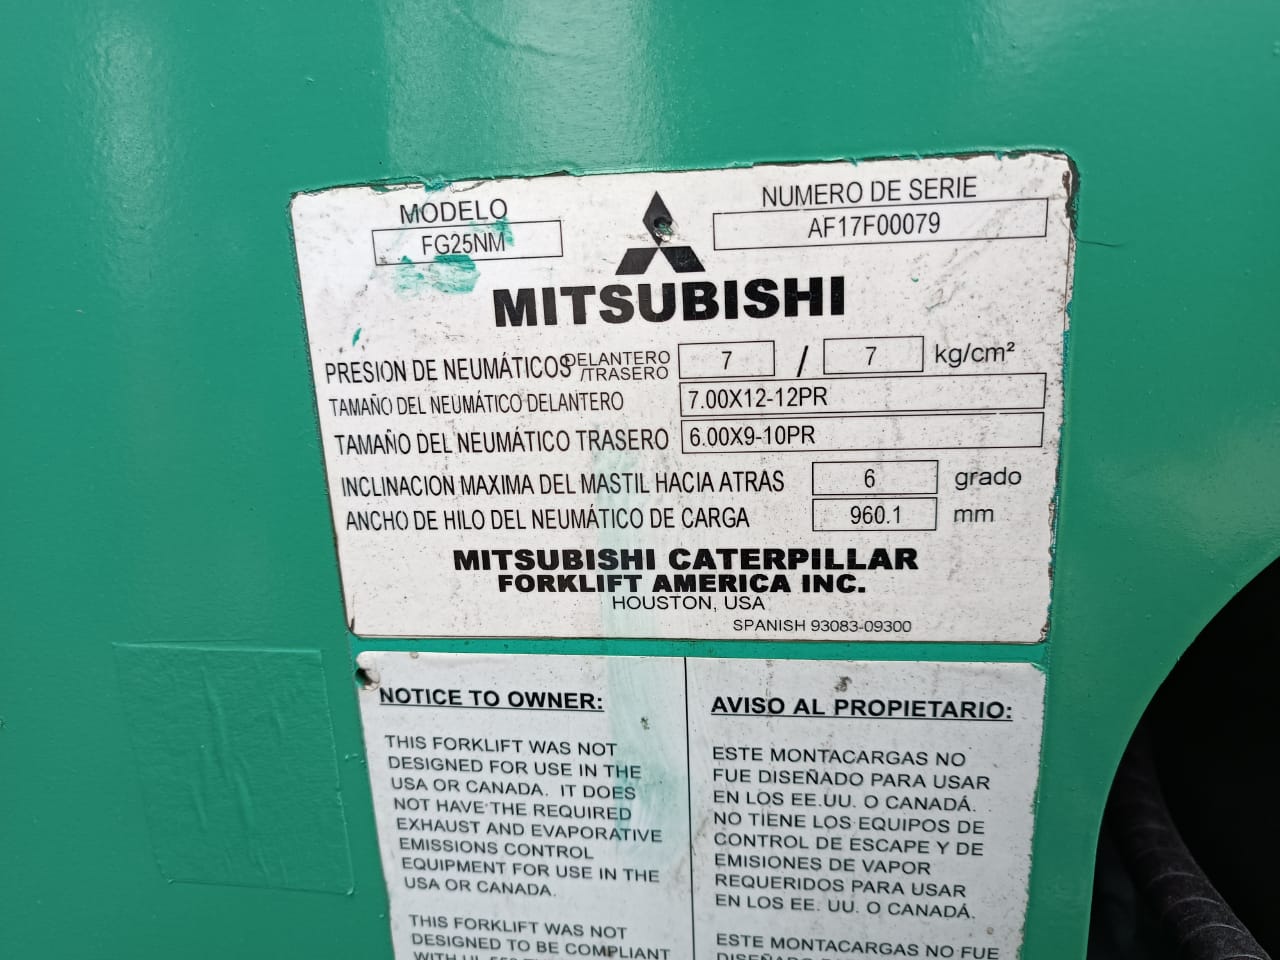 MODELO
FG25NM
NUMERO DE SERIE
AF17F00079
MITSUBISHI
PRESION DE NEUMÁTICOS DELANTERO /TRASERO 7 / 7 kg/cm²
TAMAÑO DEL NEUMÁTICO DELANTERO 7.00X12-12PR
TAMAÑO DEL NEUMÁTICO TRASERO 6.00X9-10PR
INCLINACION MAXIMA DEL MASTIL HACIA ATRAS 6 grado
ANCHO DE HILO DEL NEUMÁTICO DE CARGA 960.1 mm
MITSUBISHI CATERPILLAR
FORKLIFT AMERICA INC.
HOUSTON, USA
SPANISH 93083-09300
NOTICE TO OWNER:
THIS FORKLIFT WAS NOT
DESIGNED FOR USE IN THE
USA OR CANADA. IT DOES
NOT HAVE THE REQUIRED
EXHAUST AND EVAPORATIVE
EMISSIONS CONTROL
EQUIPMENT FOR USE IN THE
USA OR CANADA.
THIS FORKLIFT WAS NOT
DESIGNED TO BE COMPLIANT
WITH UL
AVISO AL PROPIETARIO:
ESTE MONTACARGAS NO
FUE DISEÑADO PARA USAR
EN LOS EE.UU. O CANADÁ.
NO TIENE LOS EQUIPOS DE
CONTROL DE ESCAPE Y DE
EMISIONES DE VAPOR
REQUERIDOS PARA USAR
EN LOS EE. UU. O CANADÁ.
ESTE MONTACARGAS NO FUE